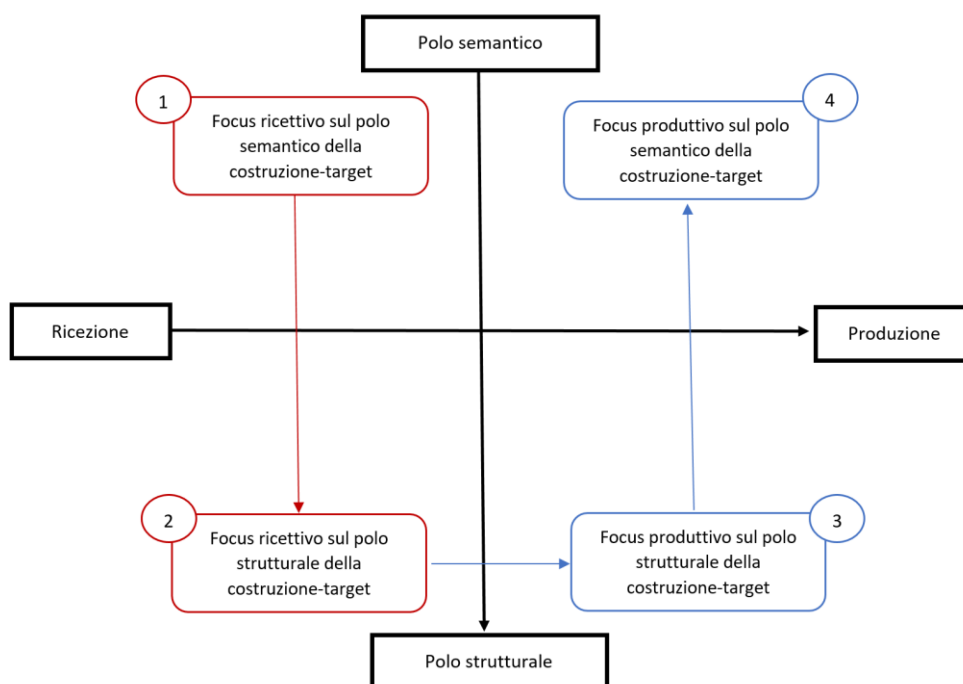 Polo semantico
1
Focus ricettivo sul polo
semantico della
costruzione-target
4
Focus produttivo sul polo
semantico della
costruzione-target
Ricezione
Produzione
2
Focus ricettivo sul polo
strutturale della
costruzione-target
3
Focus produttivo sul polo
strutturale della
costruzione-target
Polo strutturale